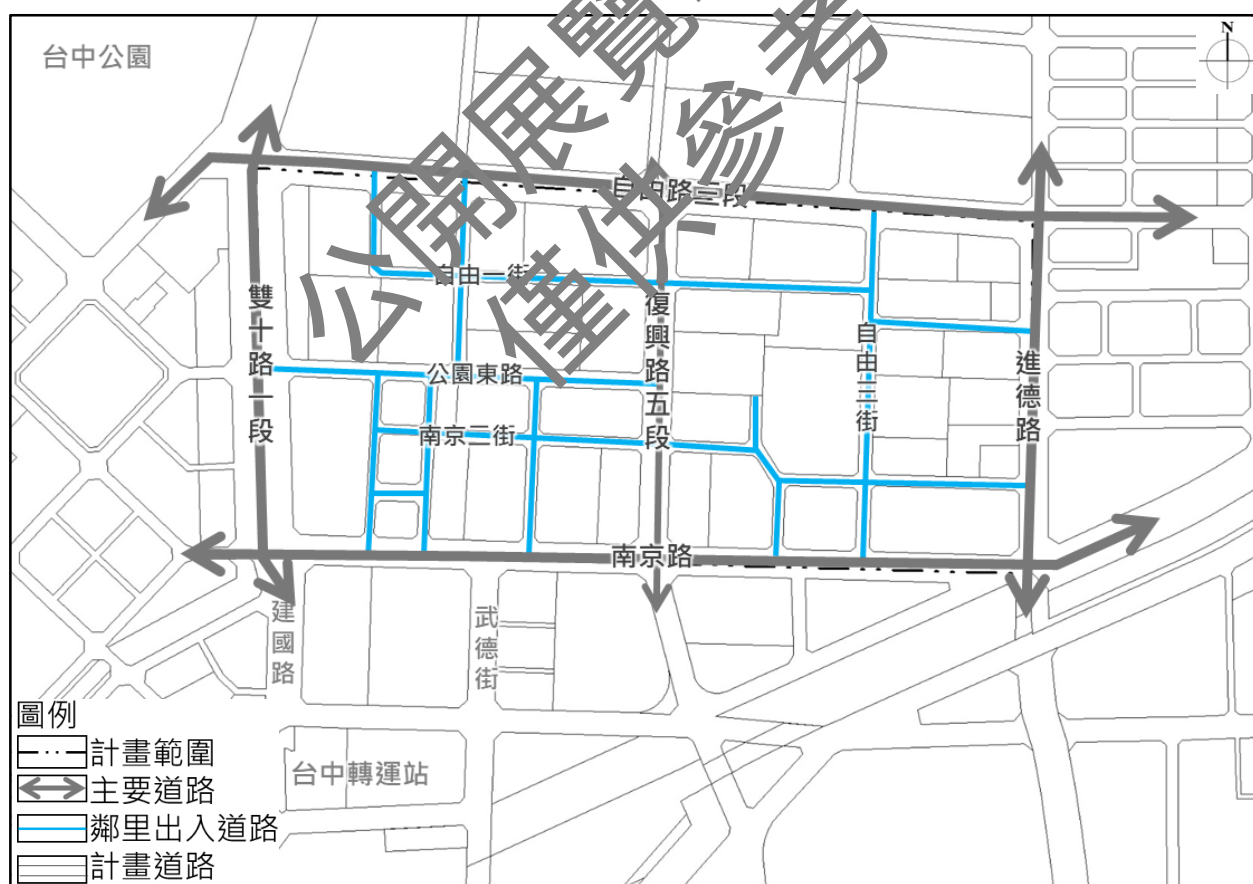 台中公園
N
公開展覽
僅供參考
自由路三段
自由一街
雙十路一段
復興路五段
自由三街
進德路
公園東路
南京二街
南京路
建國路
武德街
台中轉運站
圖例
計畫範圍
主要道路
鄰里出入道路
計畫道路